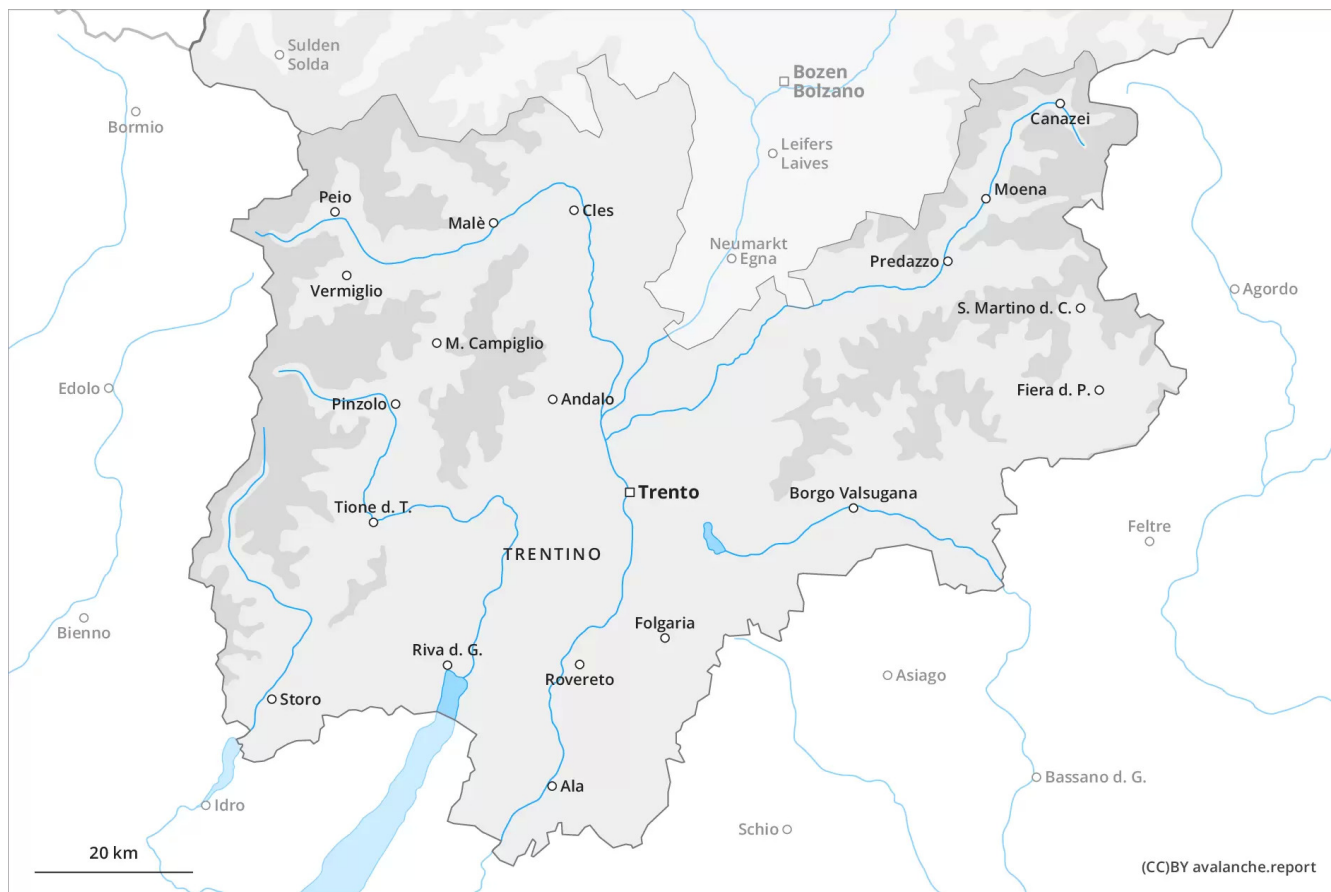 Sulden
Solda
Bozen
Bolzano
Bormio
Canazei
Leifers
Laives
Moena
Peio
Malè
Cles
Neumarkt
Egna
Predazzo
Vermiglio
Agordo
S. Martino d. C.
M. Campiglio
Edolo
Fiera d. P.
Pinzolo
Andalo
Trento
Borgo Valsugana
Tione d. T.
Feltre
TRENTINO
Bienno
Folgaria
Riva d. G.
Rovereto
Asiago
Storo
Bassano d. G.
Ala
Idro
Schio
20 km
(CC)BY avalanche.report